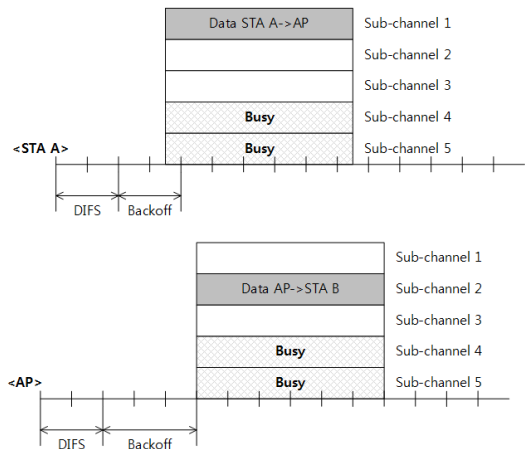 Data STA A->AP Sub-channel 1
Sub-channel 2
Sub-channel 3
Busy Sub-channel 4
<STA A> Busy Sub-channel 5
DIFS Backoff
Sub-channel 1
Data AP->STA B Sub-channel 2
Sub-channel 3
Busy Sub-channel 4
<AP> Busy Sub-channel 5
DIFS Backoff